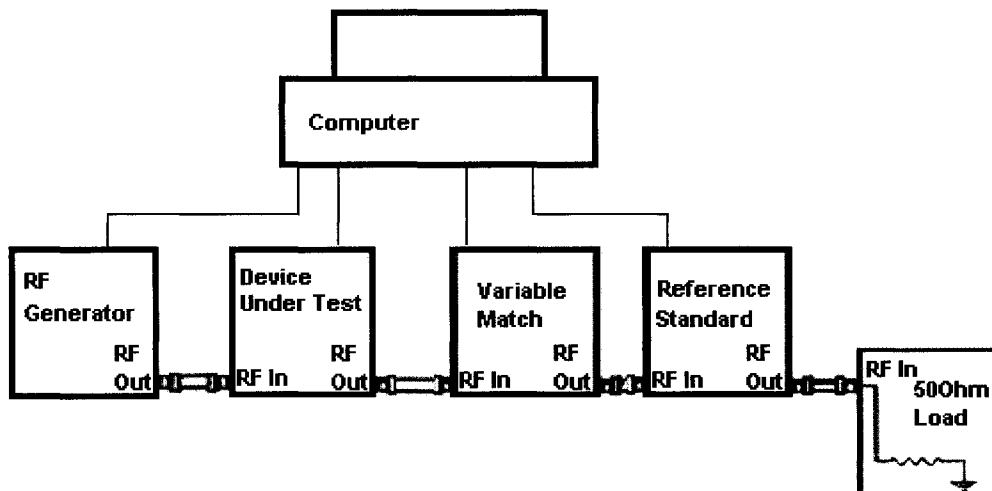 Computer
RF
Generator
RF
Out
Device
Under Test
RF In
RF
Out
Variable
Match
RF In
RF
Out
Reference
Standard
RF In
RF
Out
RF In
50Ohm
Load